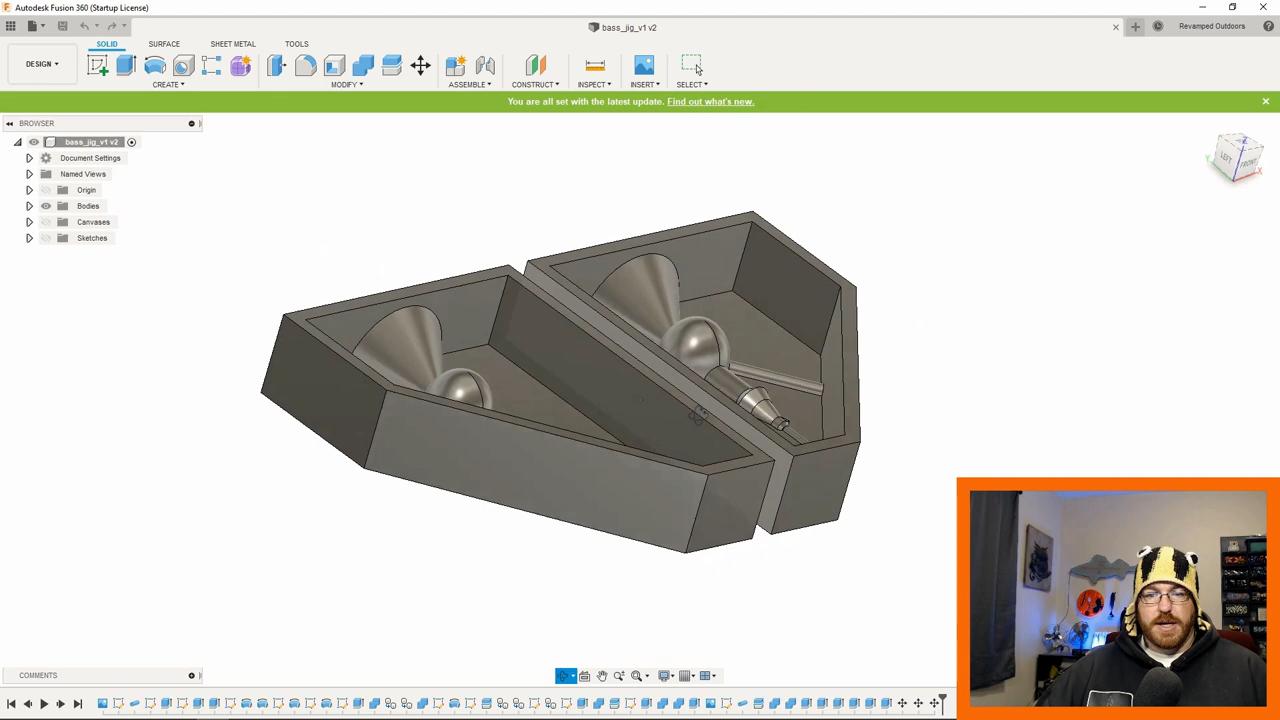 Autodesk Fusion 360 (Startup License)
bass_jig_v1 v2
Revamped Outdoors
SOLID SURFACE SHEET METAL TOOLS
DESIGN
CREATE MODIFY ASSEMBLE CONSTRUCT INSPECT INSERT SELECT
You are all set with the latest update. Find out what's new.
BROWSER
bass_jig_v1 v2
Document Settings
Named Views
Origin
Bodies
Canvases
Sketches
Z
LEFT FRONT
Y X
COMMENTS